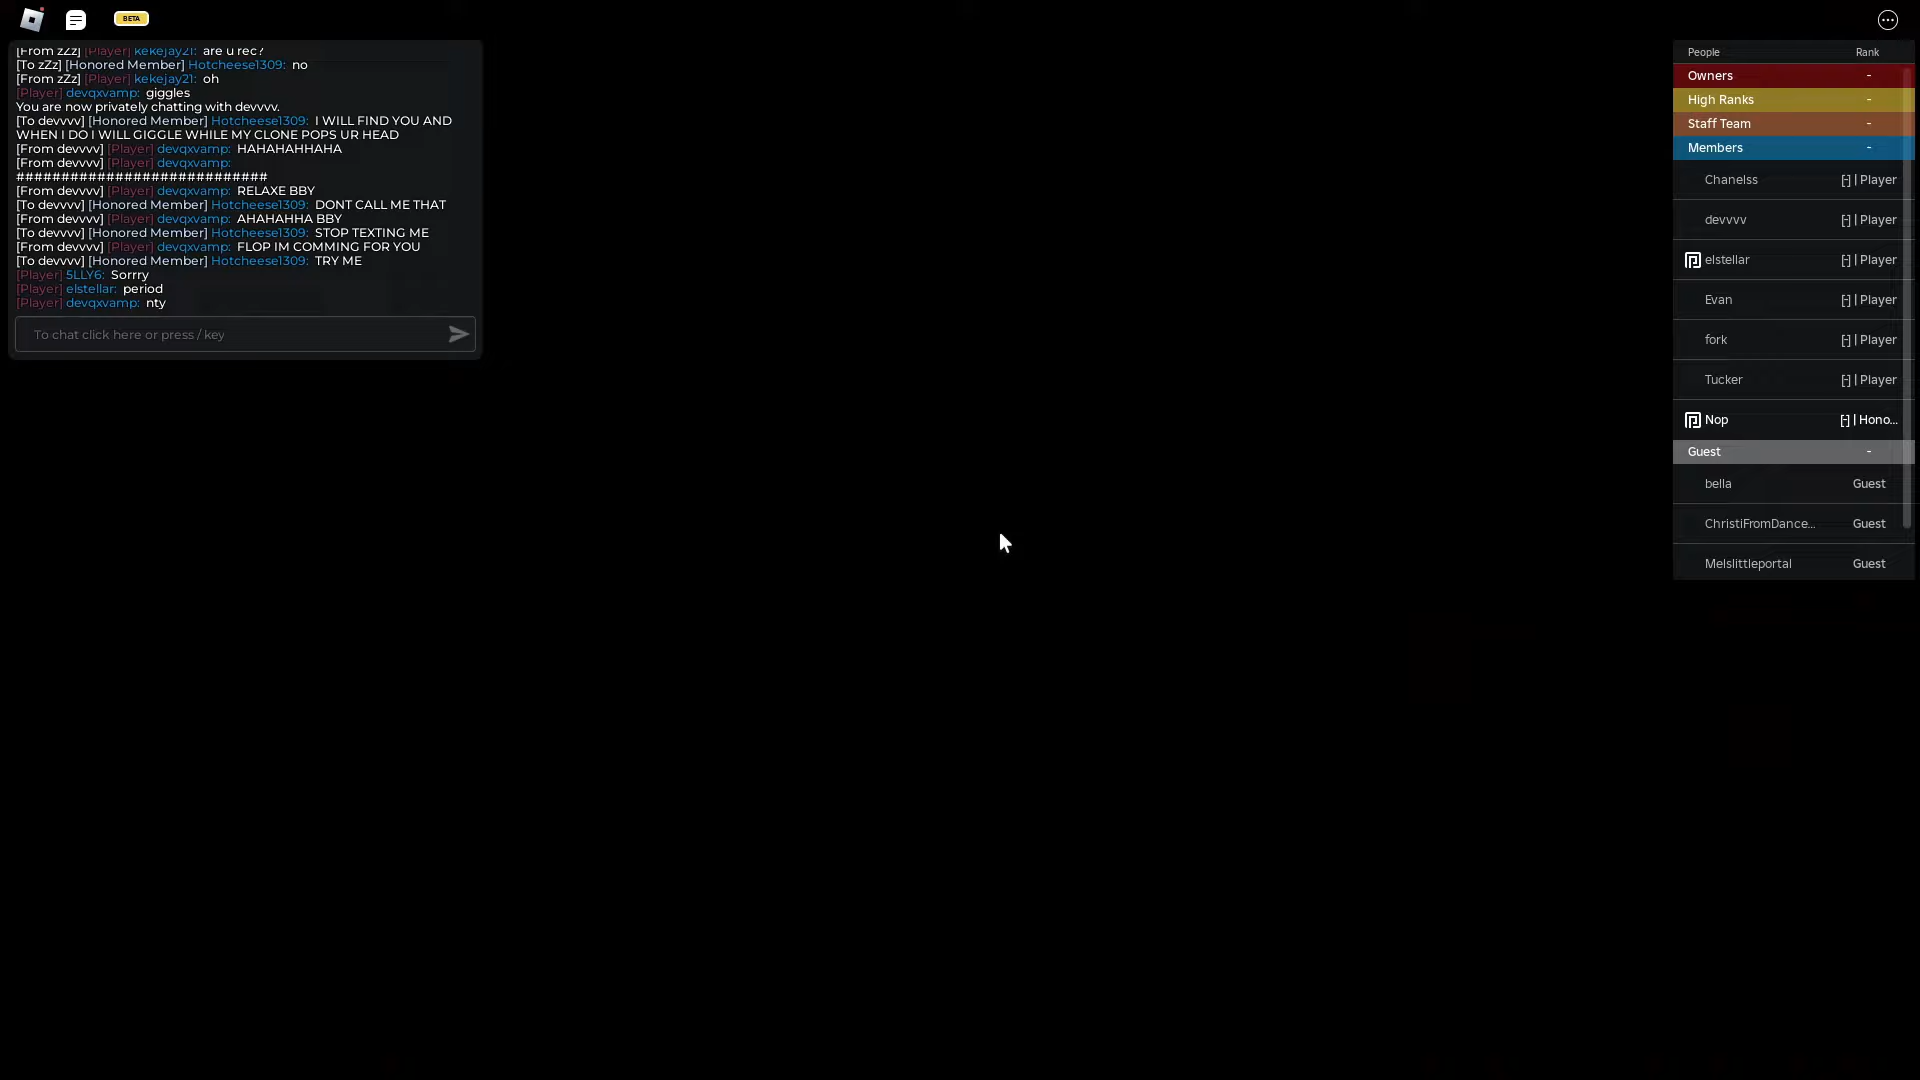 BETA
[From zZz] [Player] kekejay21: are u rec?
[To zZz] [Honored Member] Hotcheese1309: no
[From zZz] [Player] kekejay21: oh
[Player] devqxvamp: giggles
You are now privately chatting with devvvv.
[To devvvv] [Honored Member] Hotcheese1309: I WILL FIND YOU AND
WHEN I DO I WILL GIGGLE WHILE MY CLONE POPS UR HEAD
[From devvvv] [Player] devqxvamp: HAHAHAHHAHA
[From devvvv] [Player] devqxvamp:
############################
[From devvvv] [Player] devqxvamp: RELAXE BBY
[To devvvv] [Honored Member] Hotcheese1309: DONT CALL ME THAT
[From devvvv] [Player] devqxvamp: AHAHAHHA BBY
[To devvvv] [Honored Member] Hotcheese1309: STOP TEXTING ME
[From devvvv] [Player] devqxvamp: FLOP IM COMMING FOR YOU
[To devvvv] [Honored Member] Hotcheese1309: TRY ME
[Player] 5LLY6: Sorrry
[Player] elstellar: period
[Player] devqxvamp: nty
To chat click here or press / key
People Rank
Owners -
High Ranks -
Staff Team -
Members -
Chanelss [-] | Player
devvvv [-] | Player
elstellar [-] | Player
Evan [-] | Player
fork [-] | Player
Tucker [-] | Player
Nop [-] | Hono...
Guest -
bella Guest
ChristiFromDance... Guest
Melslittleportal Guest